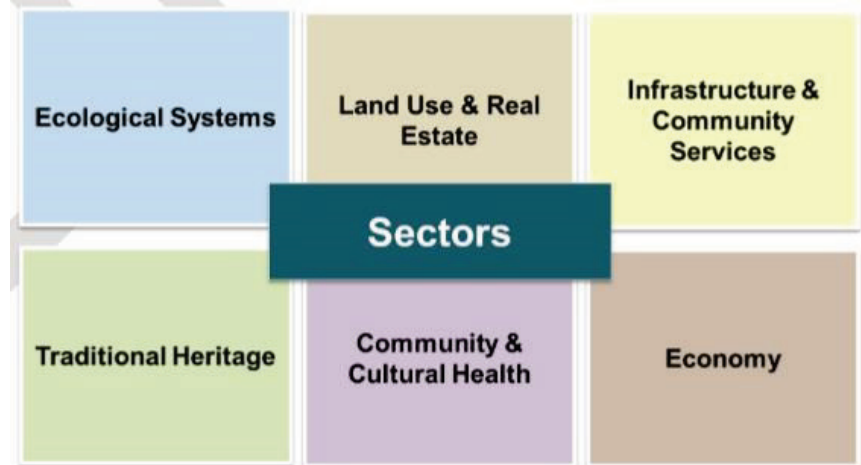 Ecological Systems
Land Use & Real
Estate
Infrastructure &
Community
Services
Sectors
Traditional Heritage
Community &
Cultural Health
Economy